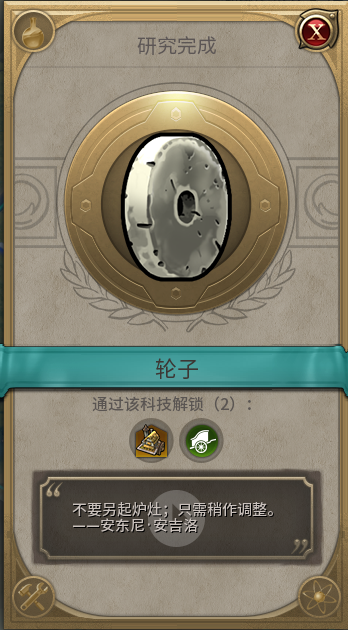 研究完成
X
轮子
通过该科技解锁（2）：
“
不要另起炉灶；只需稍作调整。
——安东尼·安吉洛
”